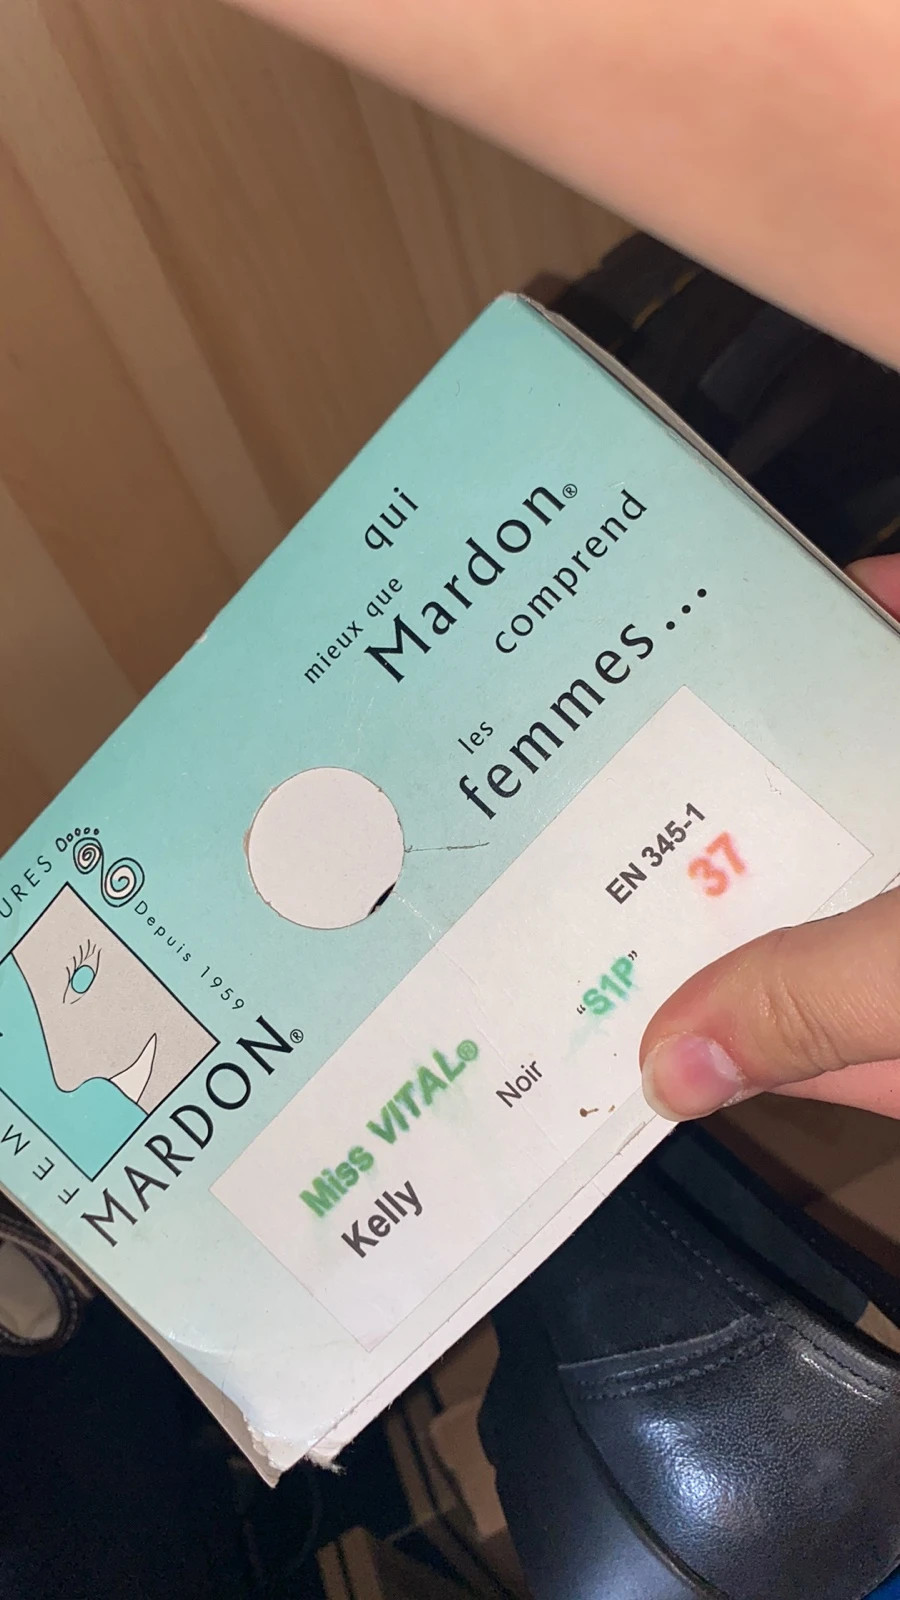 qui
mieux que
Mardon®
comprend
les
femmes...
URES
Depuis 1959
FEM
MARDON®
EN 345-1
37
Miss VITAL®
Noir
"S1P"
Kelly